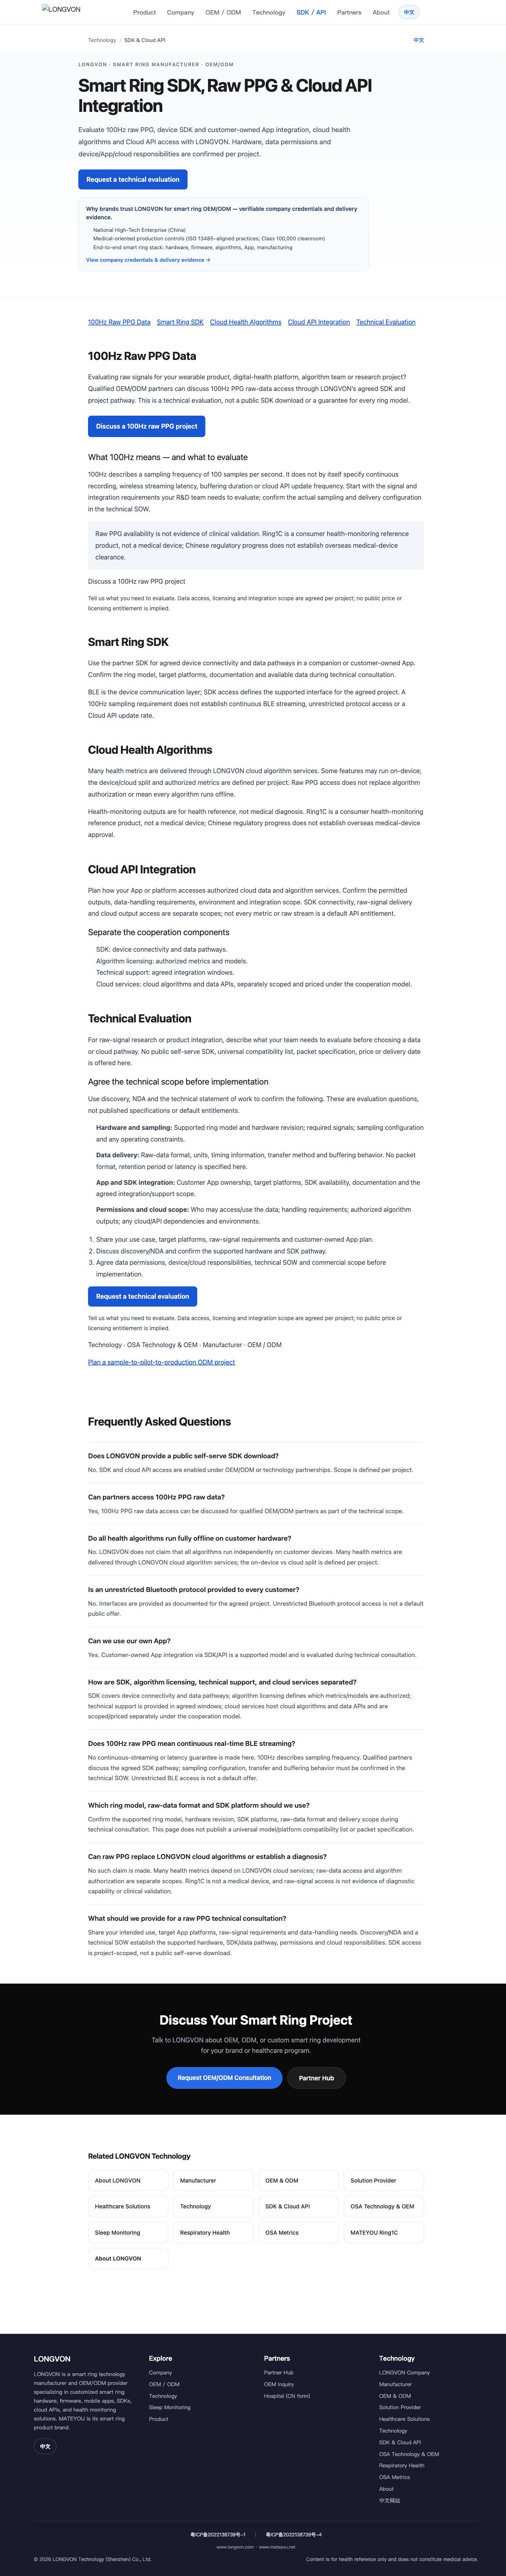 LONGVON
Product Company OEM / ODM Technology SDK / API Partners About 中文
Technology / SDK & Cloud API 中文
LONGVON · SMART RING MANUFACTURER · OEM/ODM
Smart Ring SDK, Raw PPG & Cloud API
Integration
Evaluate 100Hz raw PPG, device SDK and customer-owned App integration, cloud health
algorithms and Cloud API access with LONGVON. Hardware, data permissions and
device/App/cloud responsibilities are confirmed per project.
Request a technical evaluation
Why brands trust LONGVON for smart ring OEM/ODM — verifiable company credentials and delivery
evidence.
National High-Tech Enterprise (China)
Medical-oriented production controls (ISO 13485-aligned practices; Class 100,000 cleanroom)
End-to-end smart ring stack: hardware, firmware, algorithms, App, manufacturing
View company credentials & delivery evidence →
100Hz Raw PPG Data Smart Ring SDK Cloud Health Algorithms Cloud API Integration Technical Evaluation
100Hz Raw PPG Data
Evaluating raw signals for your wearable product, digital-health platform, algorithm team or research project?
Qualified OEM/ODM partners can discuss 100Hz PPG raw-data access through LONGVON's agreed SDK and
project pathway. This is a technical evaluation, not a public SDK download or a guarantee for every ring model.
Discuss a 100Hz raw PPG project
What 100Hz means — and what to evaluate
100Hz describes a sampling frequency of 100 samples per second. It does not by itself specify continuous
recording, wireless streaming latency, buffering duration or cloud API update frequency. Start with the signal and
integration requirements your R&D team needs to evaluate; confirm the actual sampling and delivery configuration
in the technical SOW.
Raw PPG availability is not evidence of clinical validation. Ring1C is a consumer health-monitoring reference
product, not a medical device; Chinese regulatory progress does not establish overseas medical-device
clearance.
Discuss a 100Hz raw PPG project
Tell us what you need to evaluate. Data access, licensing and integration scope are agreed per project; no public price or
licensing entitlement is implied.
Smart Ring SDK
Use the partner SDK for agreed device connectivity and data pathways in a companion or customer-owned App.
Confirm the ring model, target platforms, documentation and available data during technical consultation.
BLE is the device communication layer; SDK access defines the supported interface for the agreed project. A
100Hz sampling requirement does not establish continuous BLE streaming, unrestricted protocol access or a
Cloud API update rate.
Cloud Health Algorithms
Many health metrics are delivered through LONGVON cloud algorithm services. Some features may run on-device;
the device/cloud split and authorized metrics are defined per project. Raw PPG access does not replace algorithm
authorization or mean every algorithm runs offline.
Health-monitoring outputs are for health reference, not medical diagnosis. Ring1C is a consumer health-monitoring
reference product, not a medical device; Chinese regulatory progress does not establish overseas medical-device
approval.
Cloud API Integration
Plan how your App or platform accesses authorized cloud data and algorithm services. Confirm the permitted
outputs, data-handling requirements, environment and integration scope. SDK connectivity, raw-signal delivery
and cloud output access are separate scopes; not every metric or raw stream is a default API entitlement.
Separate the cooperation components
SDK: device connectivity and data pathways.
Algorithm licensing: authorized metrics and models.
Technical support: agreed integration windows.
Cloud services: cloud algorithms and data APIs, separately scoped and priced under the cooperation model.
Technical Evaluation
For raw-signal research or product integration, describe what your team needs to evaluate before choosing a data
or cloud pathway. No public self-serve SDK, universal compatibility list, packet specification, price or delivery date
is offered here.
Agree the technical scope before implementation
Use discovery, NDA and the technical statement of work to confirm the following. These are evaluation questions,
not published specifications or default entitlements.
Hardware and sampling: Supported ring model and hardware revision; required signals; sampling configuration
and any operating constraints.
Data delivery: Raw-data format, units, timing information, transfer method and buffering behavior. No packet
format, retention period or latency is specified here.
App and SDK integration: Customer App ownership, target platforms, SDK availability, documentation and the
agreed integration/support scope.
Permissions and cloud scope: Who may access/use the data; handling requirements; authorized algorithm
outputs; any cloud/API dependencies and environments.
1. Share your use case, target platforms, raw-signal requirements and customer-owned App plan.
2. Discuss discovery/NDA and confirm the supported hardware and SDK pathway.
3. Agree data permissions, device/cloud responsibilities, technical SOW and commercial scope before
implementation.
Request a technical evaluation
Tell us what you need to evaluate. Data access, licensing and integration scope are agreed per project; no public price or
licensing entitlement is implied.
Technology · OSA Technology & OEM · Manufacturer · OEM / ODM
Plan a sample-to-pilot-to-production ODM project
Frequently Asked Questions
Does LONGVON provide a public self-serve SDK download?
No. SDK and cloud API access are enabled under OEM/ODM or technology partnerships. Scope is defined per project.
Can partners access 100Hz PPG raw data?
Yes, 100Hz PPG raw data access can be discussed for qualified OEM/ODM partners as part of the technical scope.
Do all health algorithms run fully offline on customer hardware?
No. LONGVON does not claim that all algorithms run independently on customer devices. Many health metrics are
delivered through LONGVON cloud algorithm services; the on-device vs cloud split is defined per project.
Is an unrestricted Bluetooth protocol provided to every customer?
No. Interfaces are provided as documented for the agreed project. Unrestricted Bluetooth protocol access is not a default
public offer.
Can we use our own App?
Yes. Customer-owned App integration via SDK/API is a supported model and is evaluated during technical consultation.
How are SDK, algorithm licensing, technical support, and cloud services separated?
SDK covers device connectivity and data pathways; algorithm licensing defines which metrics/models are authorized;
technical support is provided in agreed windows; cloud services host cloud algorithms and data APIs and are
scoped/priced separately under the cooperation model.
Does 100Hz raw PPG mean continuous real-time BLE streaming?
No continuous-streaming or latency guarantee is made here. 100Hz describes sampling frequency. Qualified partners
discuss the agreed SDK pathway; sampling configuration, transfer and buffering behavior must be confirmed in the
technical SOW. Unrestricted BLE access is not a default offer.
Which ring model, raw-data format and SDK platform should we use?
Confirm the supported ring model, hardware revision, SDK platforms, raw-data format and delivery scope during
technical consultation. This page does not publish a universal model/platform compatibility list or packet specification.
Can raw PPG replace LONGVON cloud algorithms or establish a diagnosis?
No such claim is made. Many health metrics depend on LONGVON cloud services; raw-data access and algorithm
authorization are separate scopes. Ring1C is not a medical device, and raw-signal access is not evidence of diagnostic
capability or clinical validation.
What should we provide for a raw PPG technical consultation?
Share your intended use, target App platforms, raw-signal requirements and data-handling needs. Discovery/NDA and a
technical SOW establish the supported hardware, SDK/data pathway, permissions and cloud responsibilities. SDK access
is project-scoped, not a public self-serve download.
Discuss Your Smart Ring Project
Talk to LONGVON about OEM, ODM, or custom smart ring development
for your brand or healthcare program.
Request OEM/ODM Consultation Partner Hub
Related LONGVON Technology
About LONGVON Manufacturer OEM & ODM Solution Provider
Healthcare Solutions Technology SDK & Cloud API OSA Technology & OEM
Sleep Monitoring Respiratory Health OSA Metrics MATEYOU Ring1C
About LONGVON
LONGVON
LONGVON is a smart ring technology
manufacturer and OEM/ODM provider
specializing in customized smart ring
hardware, firmware, mobile apps, SDKs,
cloud APIs, and health monitoring
solutions. MATEYOU is its smart ring
product brand.
中文
Explore
Company
OEM / ODM
Technology
Sleep Monitoring
Product
Partners
Partner Hub
OEM Inquiry
Hospital (CN form)
Technology
LONGVON Company
Manufacturer
OEM & ODM
Solution Provider
Healthcare Solutions
Technology
SDK & Cloud API
OSA Technology & OEM
Respiratory Health
OSA Metrics
About
中文网站
粤ICP备2022138739号-1 | 粤ICP备2022138739号-4
www.longvon.com · www.mateyou.net
© 2026 LONGVON Technology (Shenzhen) Co., Ltd. Content is for health reference only and does not constitute medical advice.